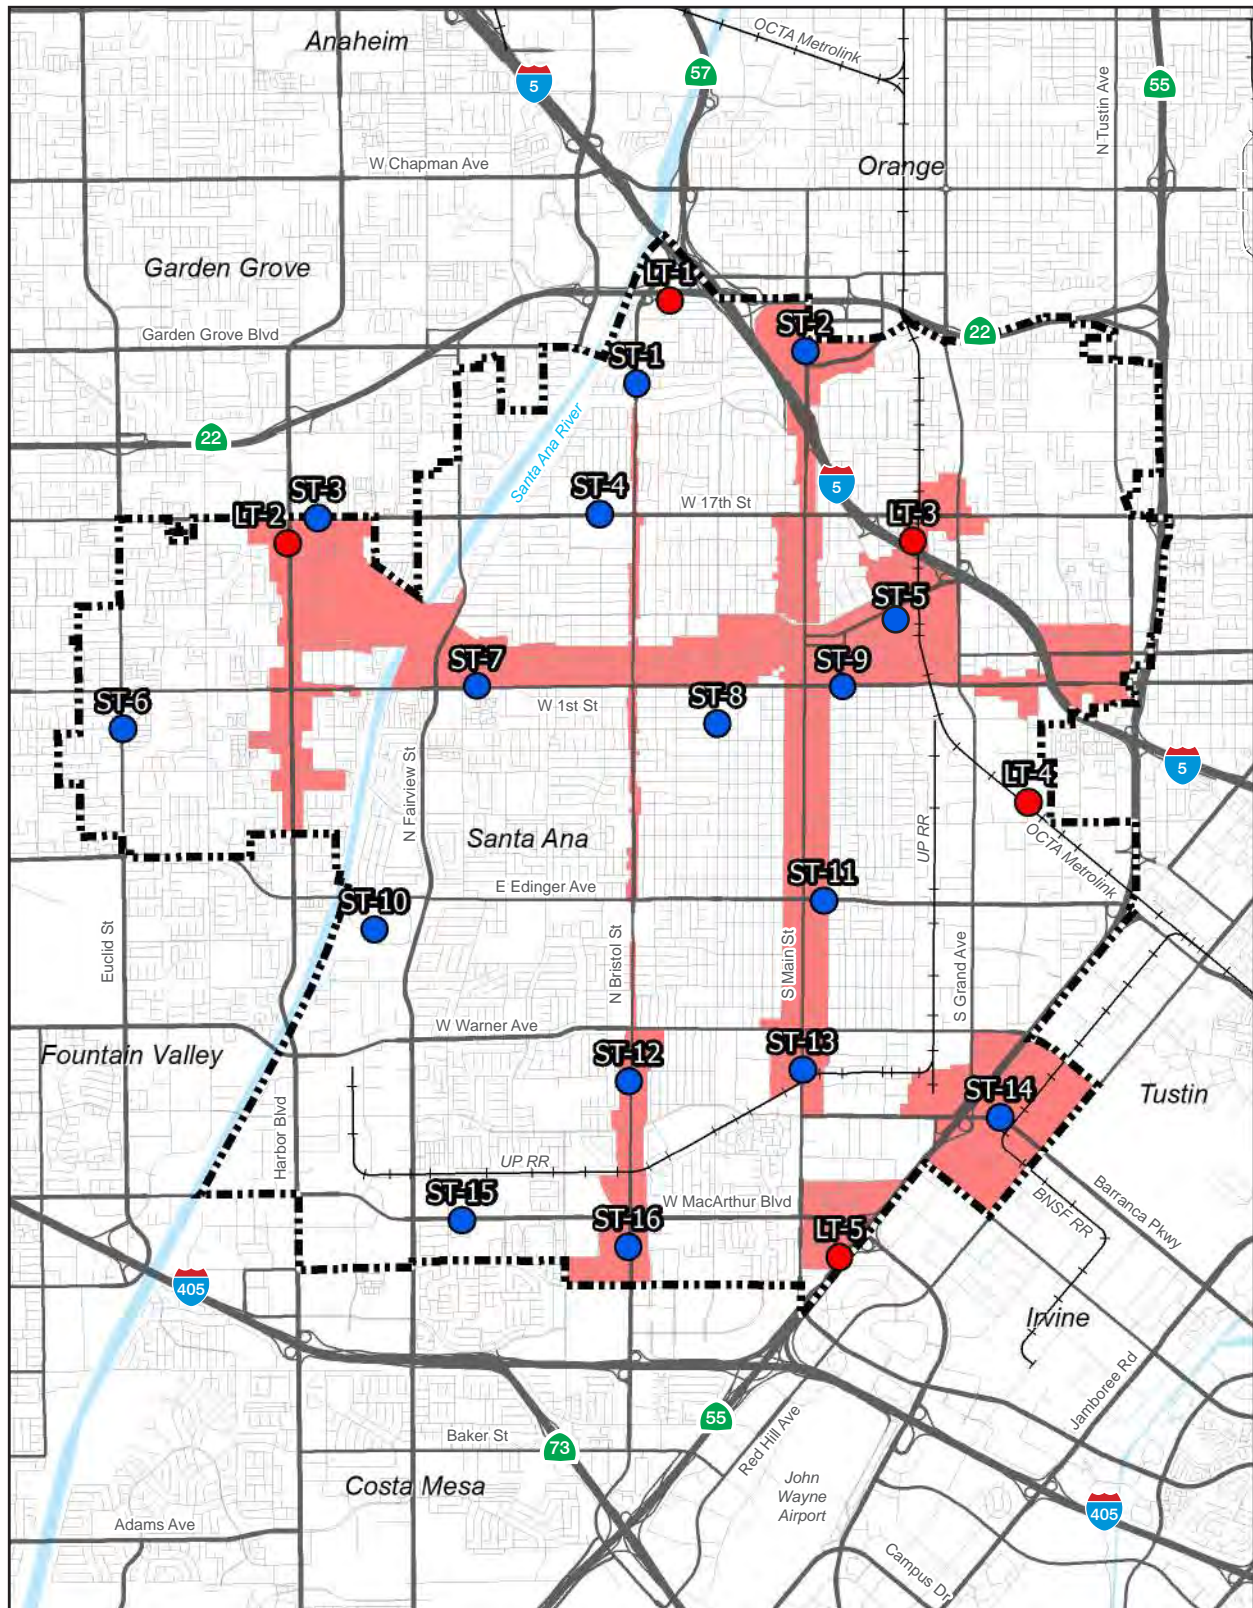 Anaheim
OCTA Metrolink
57
5
55
N Tustin Ave
W Chapman Ave
Orange
Garden Grove
LT-1
Garden Grove Blvd
ST-2
22
ST-1
22
Santa Ana River
5
ST-3
ST-4
W 17th St
LT-2
LT-3
ST-5
ST-7
ST-9
ST-6
W 1st St
ST-8
N Fairview St
5
LT-4
UP RR
OCTA Metrolink
Santa Ana
ST-11
E Edinger Ave
ST-10
Euclid St
N Bristol St
S Main St
S Grand Ave
W Warner Ave
Fountain Valley
ST-12
ST-13
ST-14
Tustin
Harbor Blvd
UP RR
ST-15
W MacArthur Blvd
Barranca Pkwy
BNSF RR
ST-16
LT-5
405
Irvine
Jamboree Rd
55
Red Hill Ave
Baker St
73
Costa Mesa
John
Wayne
Airport
405
Adams Ave
Campus Dr